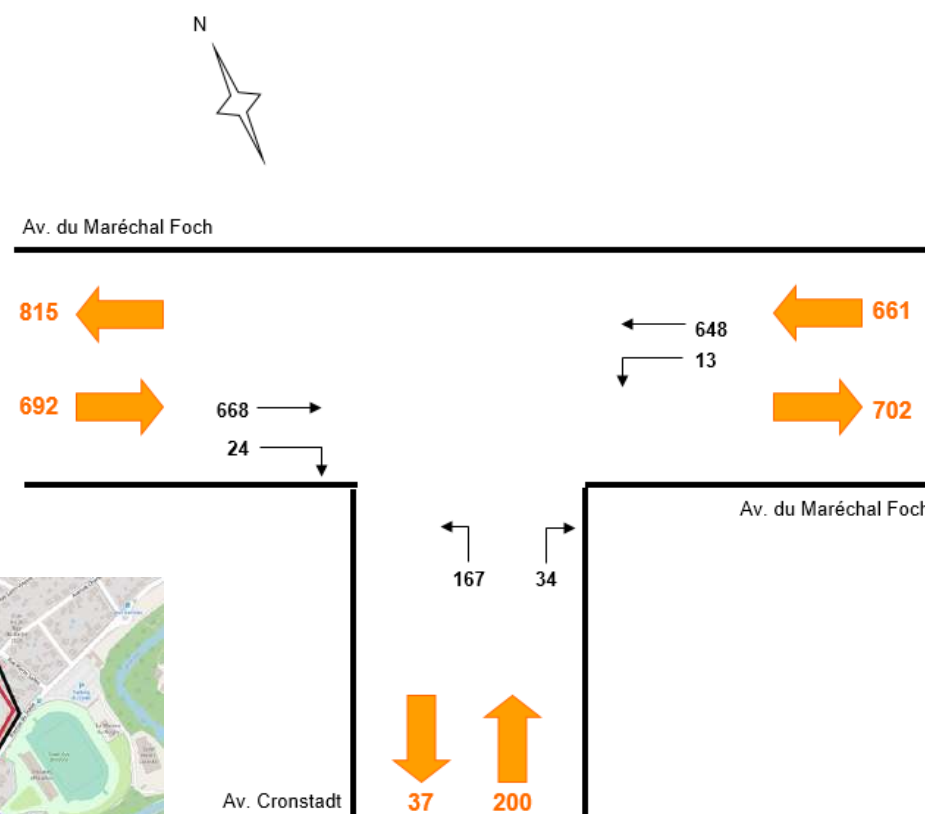 N
Av. du Maréchal Foch
815
661
648
13
692
668
702
24
Av. du Maréchal Foch
167 34
Av. Cronstadt
37 200